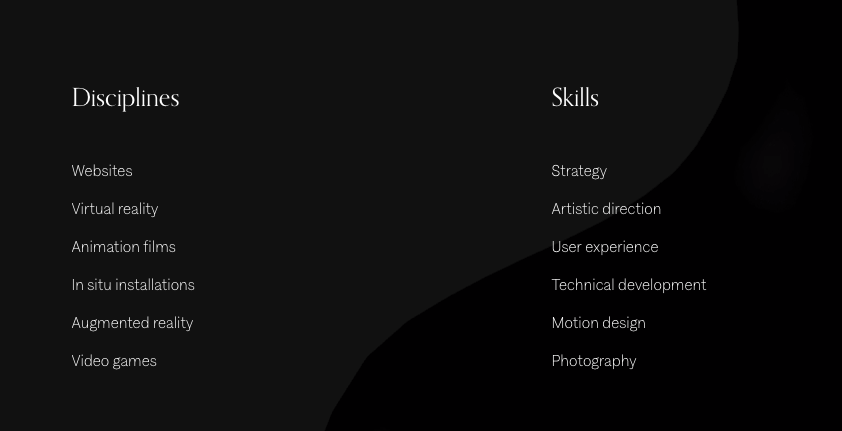 Disciplines
Websites
Virtual reality
Animation films
In situ installations
Augmented reality
Video games
Skills
Strategy
Artistic direction
User experience
Technical development
Motion design
Photography